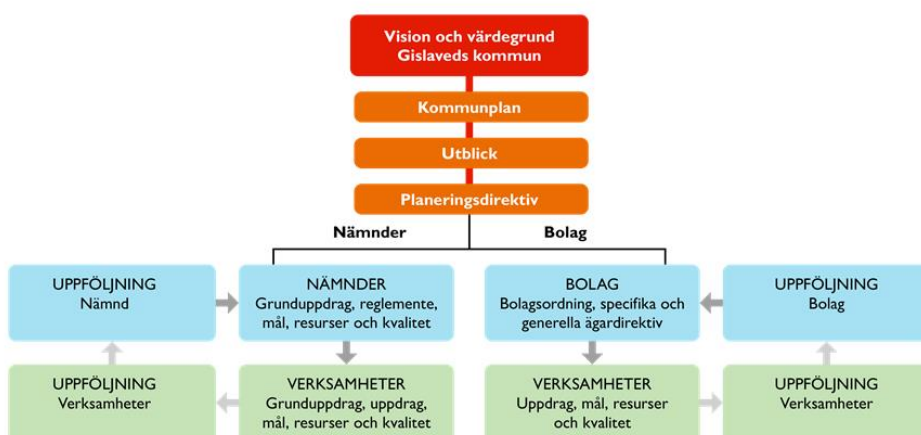 Vision och värdegrund
Gislaveds kommun
Kommunplan
Utblick
Planeringsdirektiv
Nämnder
Bolag
UPPFÖLJNING
Nämnd
NÄMNDER
Grunduppdrag, reglemente,
mål, resurser och kvalitet
BOLAG
Bolagsordning, specifika och
generella ägardirektiv
UPPFÖLJNING
Bolag
UPPFÖLJNING
Verksamheter
VERKSAMHETER
Grunduppdrag, uppdrag,
mål, resurser och kvalitet
VERKSAMHETER
Uppdrag, mål, resurser
och kvalitet
UPPFÖLJNING
Verksamheter